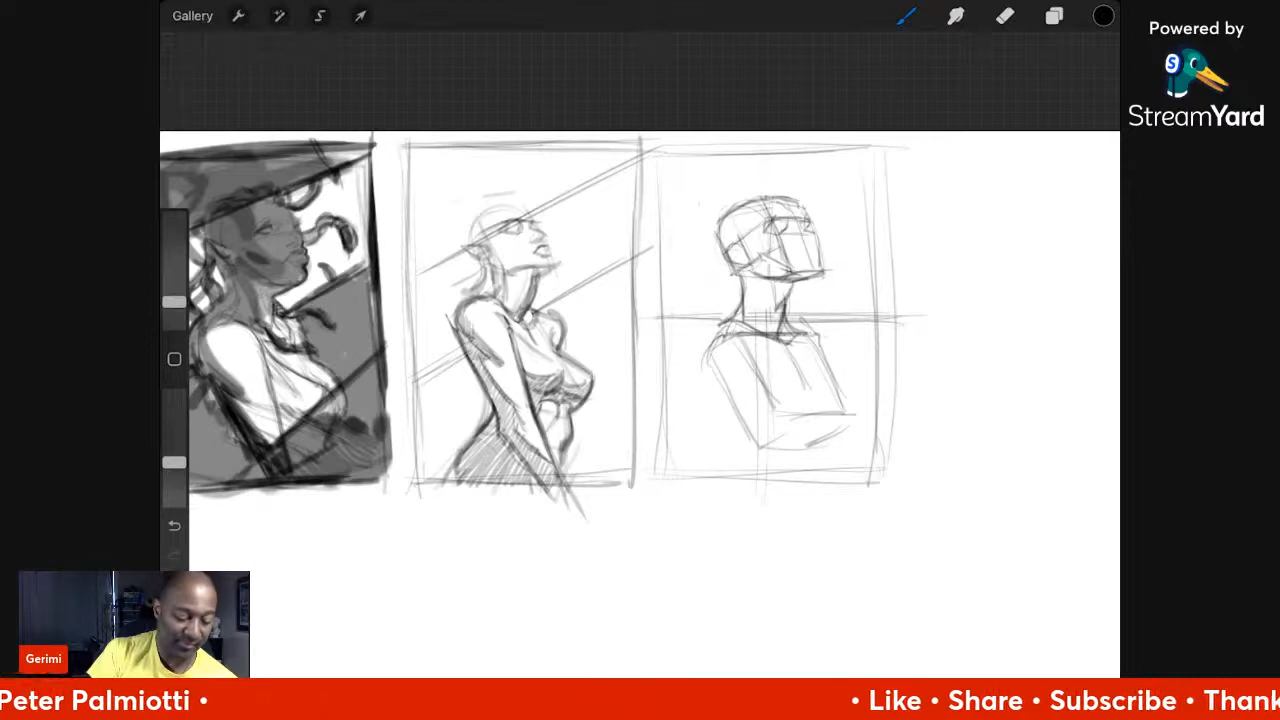 Gallery
Powered by
S
StreamYard
Gerimi
Peter Palmiotti •
• Like • Share • Subscribe • Thank